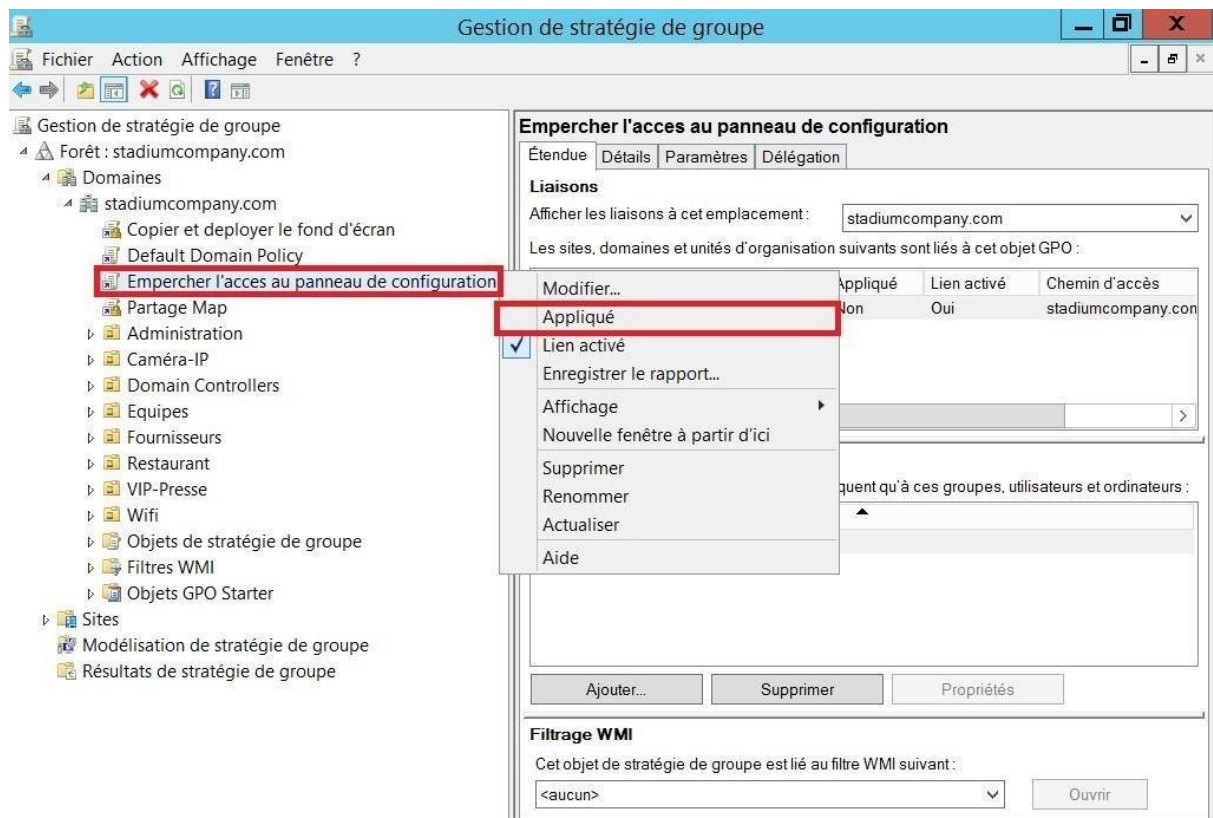 Gestion de stratégie de groupe
Fichier Action Affichage Fenêtre ?
Gestion de stratégie de groupe
Forêt : stadiumcompany.com
Domaines
stadiumcompany.com
Copier et deployer le fond d'écran
Default Domain Policy
Empercher l'acces au panneau de configuration
Partage Map
Administration
Caméra-IP
Domain Controllers
Equipes
Fournisseurs
Restaurant
VIP-Presse
Wifi
Objets de stratégie de groupe
Filtres WMI
Objets GPO Starter
Sites
Modélisation de stratégie de groupe
Résultats de stratégie de groupe
Empercher l'acces au panneau de configuration
Étendue Détails Paramètres Délégation
Liaisons
Afficher les liaisons à cet emplacement : stadiumcompany.com
Les sites, domaines et unités d'organisation suivants sont liés à cet objet GPO :
Appliqué Lien activé Chemin d'accès
Non Oui stadiumcompany.con
Modifier...
Appliqué
Lien activé
Enregistrer le rapport...
Affichage
Nouvelle fenêtre à partir d'ici
Supprimer
Renommer
Actualiser
Aide
qu'à ces groupes, utilisateurs et ordinateurs :
Ajouter... Supprimer Propriétés
Filtrage WMI
Cet objet de stratégie de groupe est lié au filtre WMI suivant :
<aucun> Ouvrir